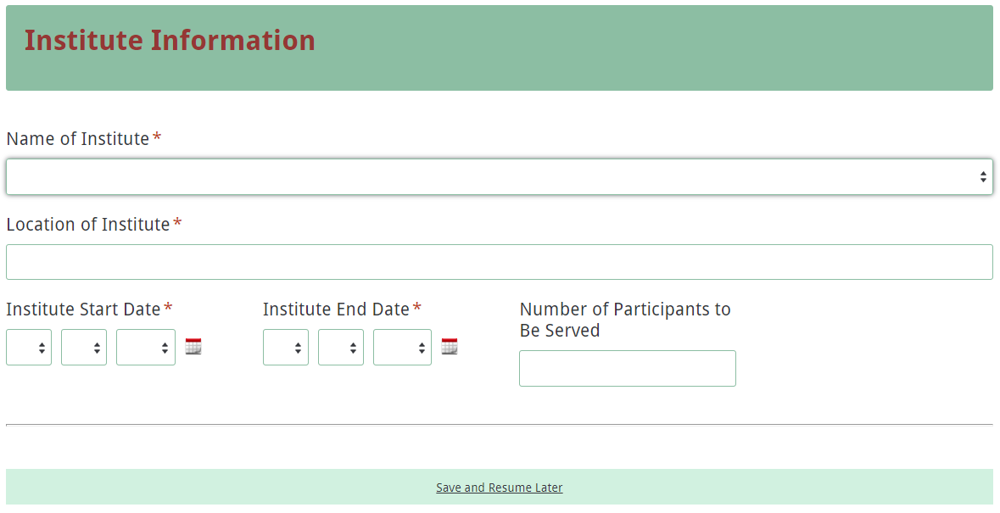 Institute Information
Name of Institute*
Location of Institute*
Institute Start Date*
Institute End Date*
Number of Participants to
Be Served
Save and Resume Later